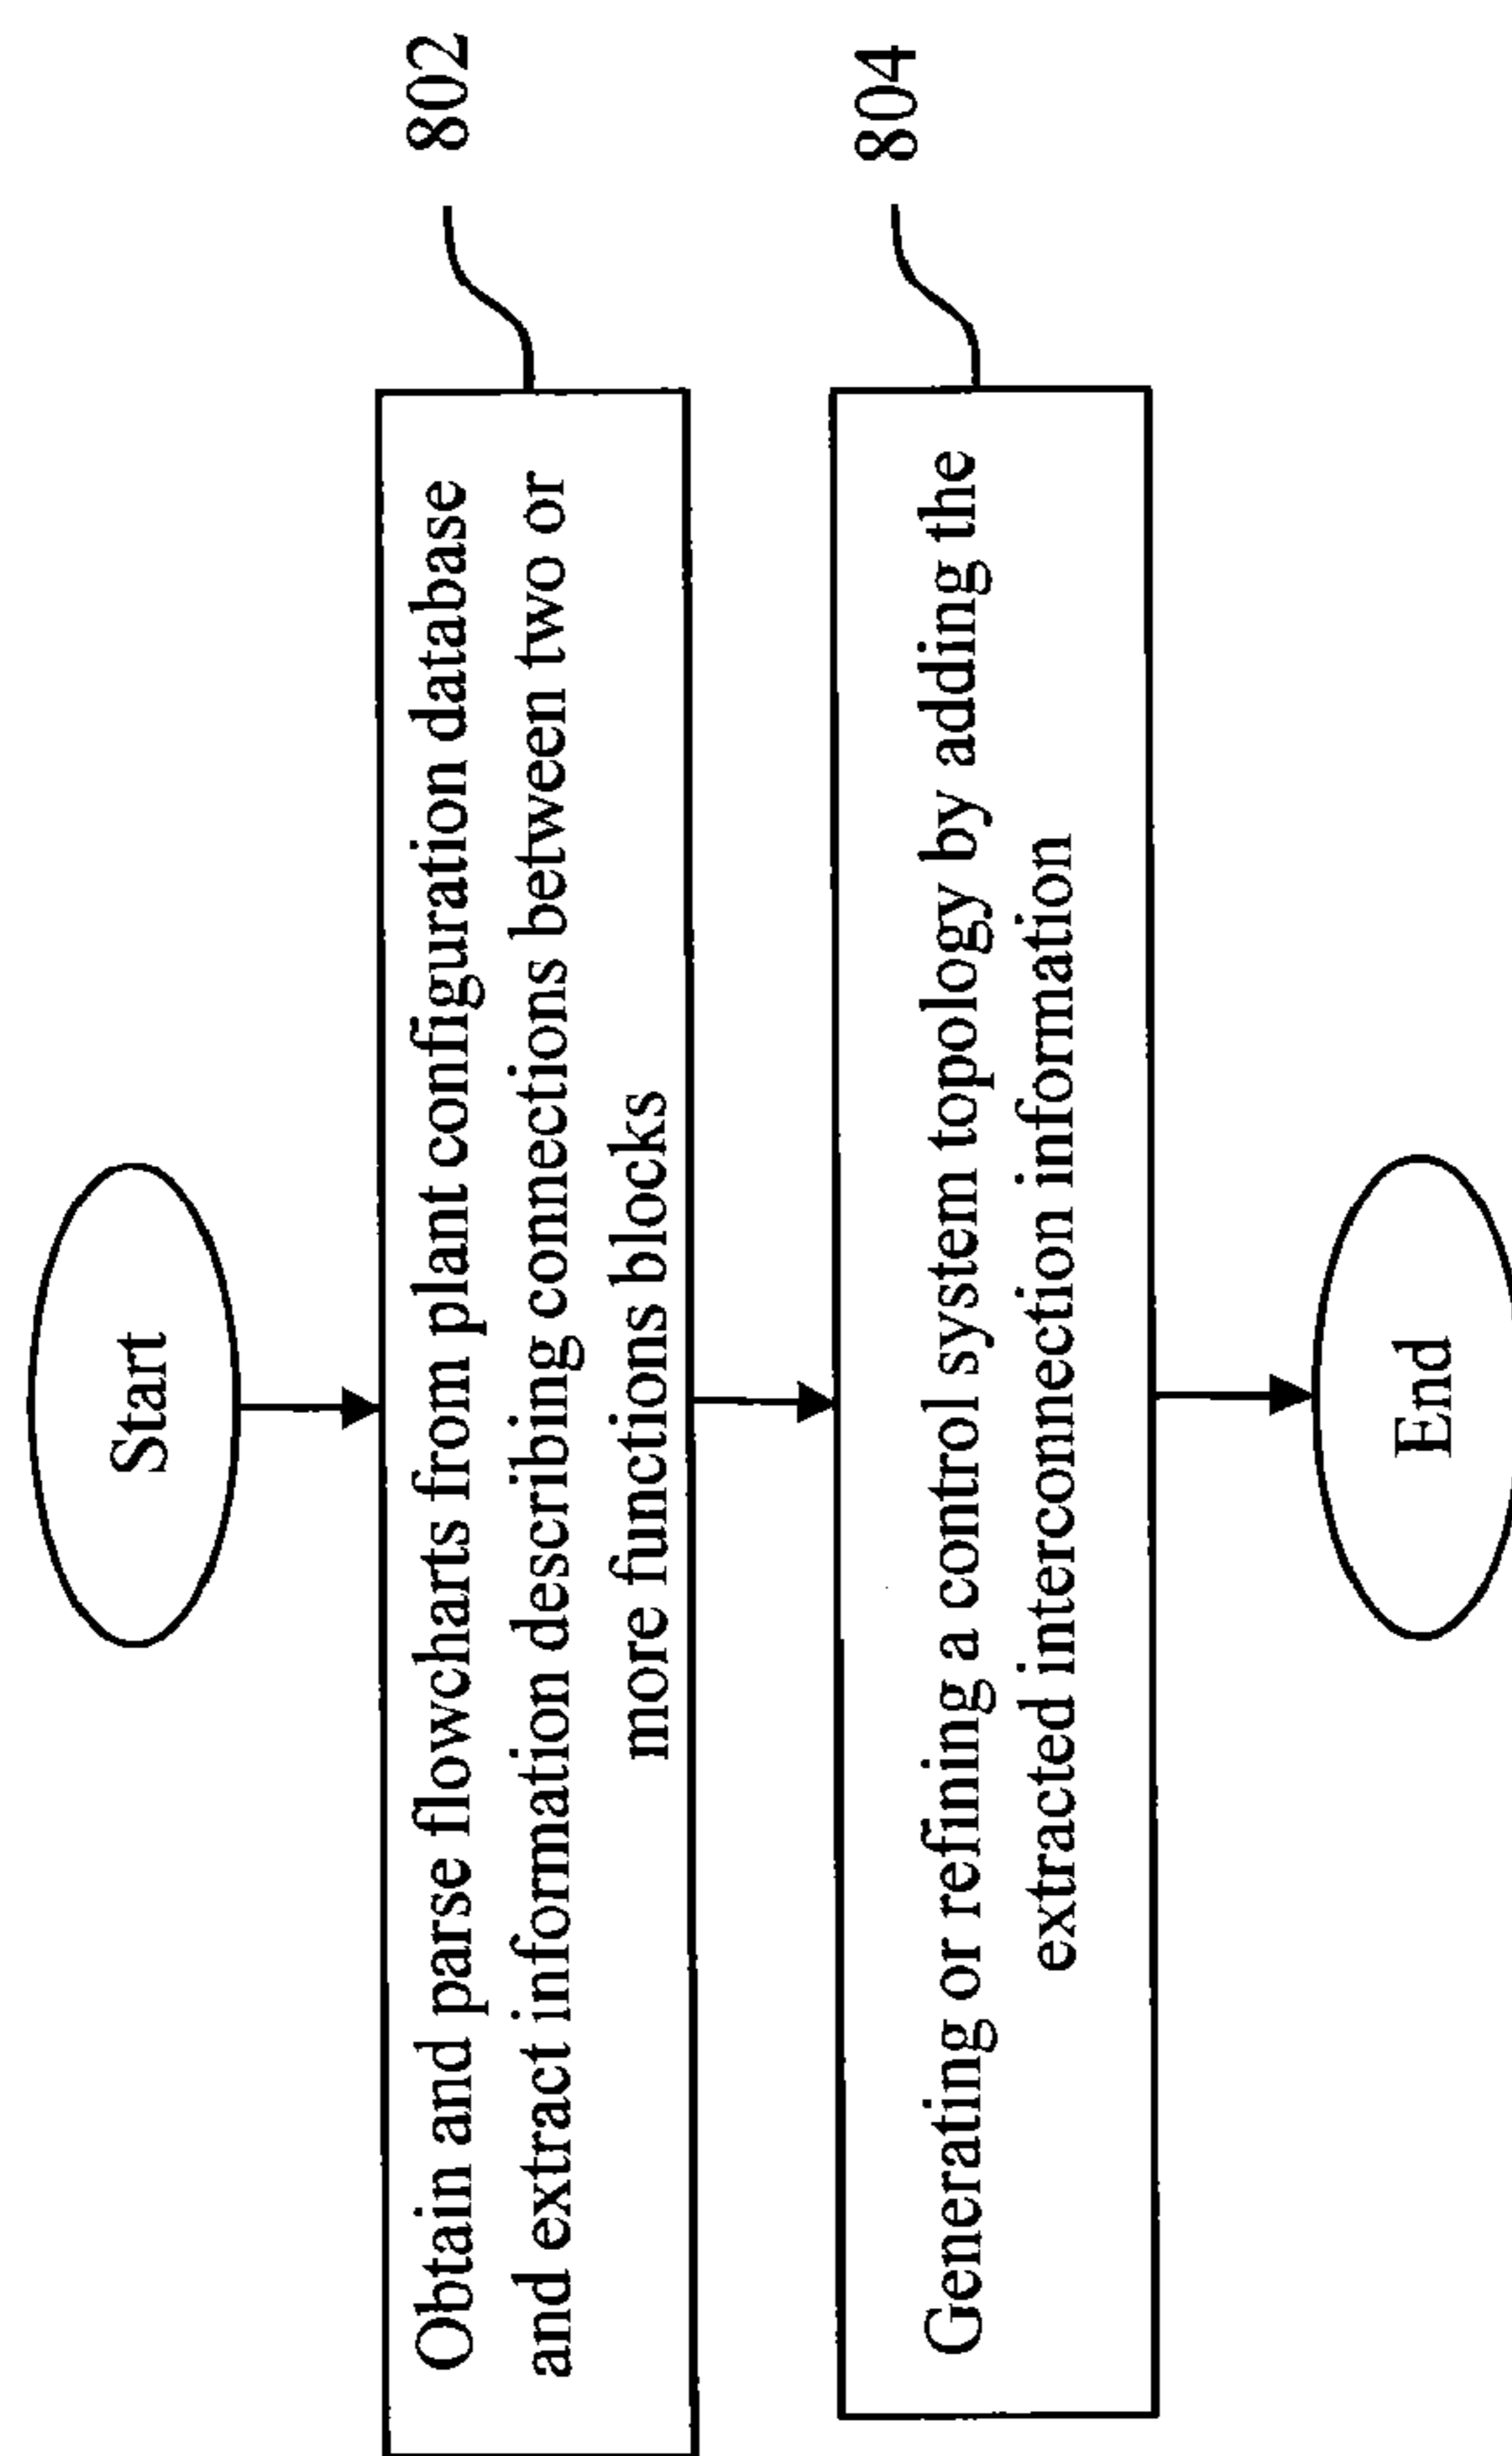 Start
Obtain and parse flowcharts from plant configuration database
and extract information describing connections between two or
more functions blocks
802
Generating or refining a control system topology by adding the
extracted interconnection information
804
End